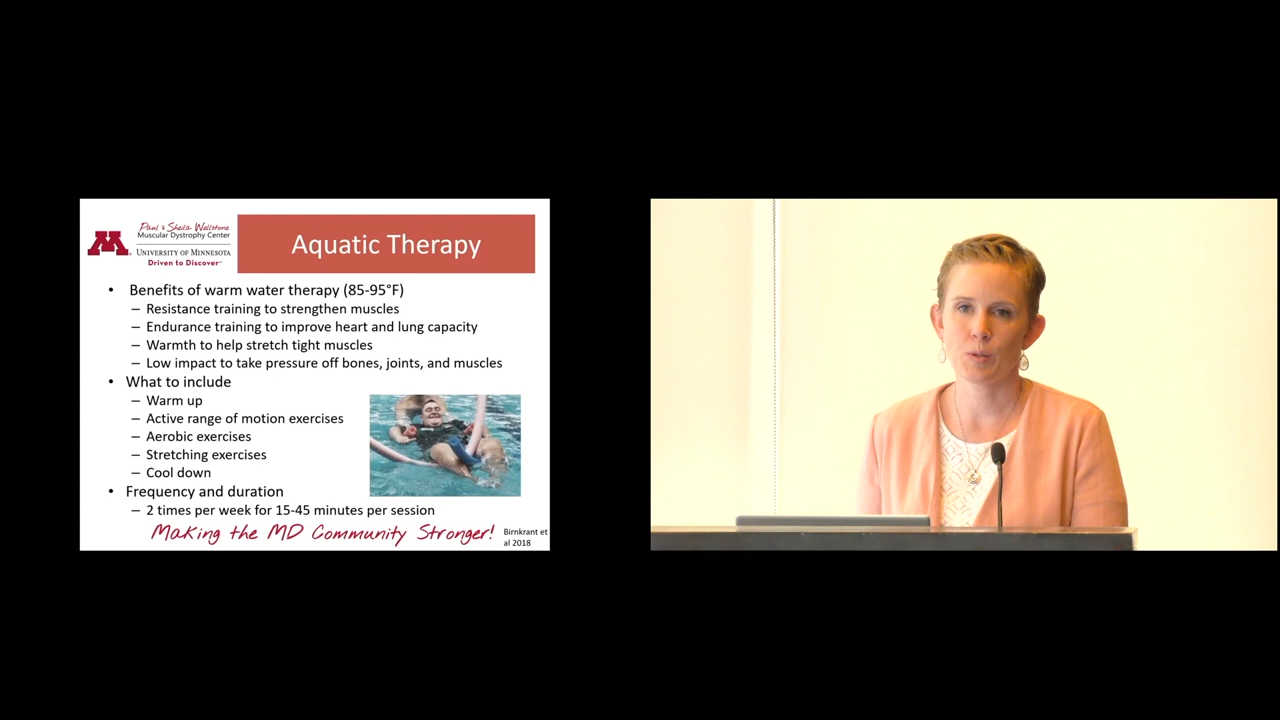 Paul & Sheila Wellstone
Muscular Dystrophy Center
UNIVERSITY OF MINNESOTA
Driven to Discover℠
Aquatic Therapy
• Benefits of warm water therapy (85-95°F)
– Resistance training to strengthen muscles
– Endurance training to improve heart and lung capacity
– Warmth to help stretch tight muscles
– Low impact to take pressure off bones, joints, and muscles
• What to include
– Warm up
– Active range of motion exercises
– Aerobic exercises
– Stretching exercises
– Cool down
• Frequency and duration
– 2 times per week for 15-45 minutes per session
Making the MD Community Stronger!
Birnkrant et
al 2018